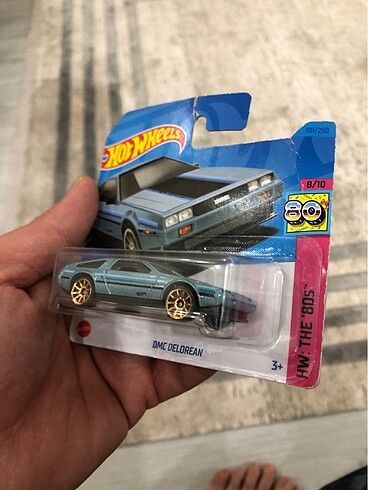 101/250
HOT WHEELS
8/10
80
HW: THE '80s
DMC DELOREAN
3+